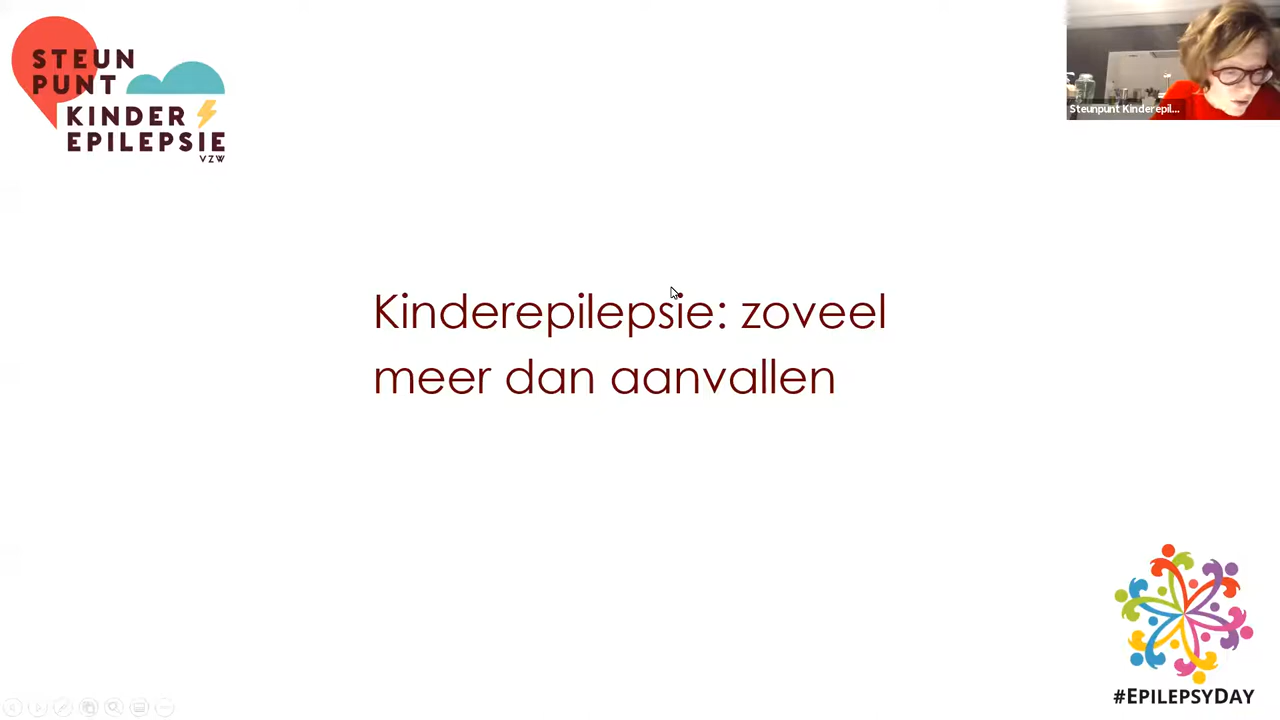 STEUN
PUNT
KINDER
EPILEPSIE
VZW
Steunpunt Kinderepil...
Kinderepilepsie: zoveel
meer dan aanvallen
#EPILEPSYDAY